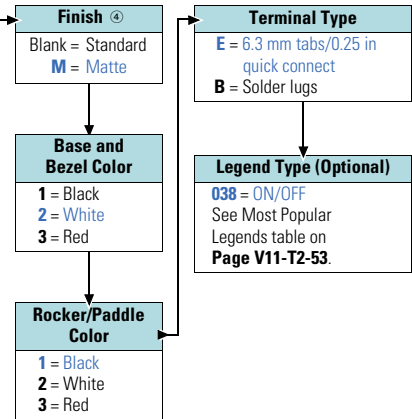 Finish ④
Blank = Standard
M = Matte
Base and
Bezel Color
1 = Black
2 = White
3 = Red
Rocker/Paddle
Color
1 = Black
2 = White
3 = Red
Terminal Type
E = 6.3 mm tabs/0.25 in
quick connect
B = Solder lugs
Legend Type (Optional)
038 = ON/OFF
See Most Popular
Legends table on
Page V11-T2-53.